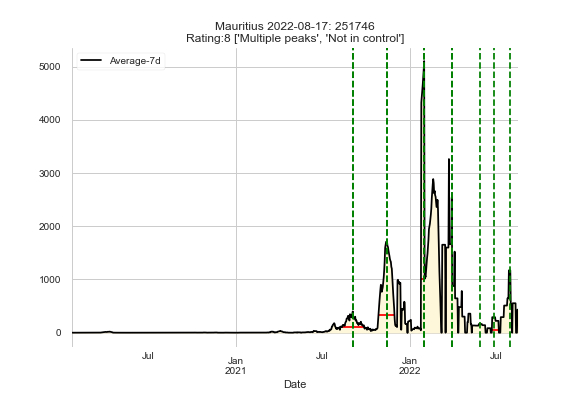 Mauritius 2022-08-17: 251746
Rating:8 ['Multiple peaks', 'Not in control']
Average-7d
5000
4000
3000
2000
1000
0
Jul
Jan
2021
Jul
Jan
2022
Jul
Date